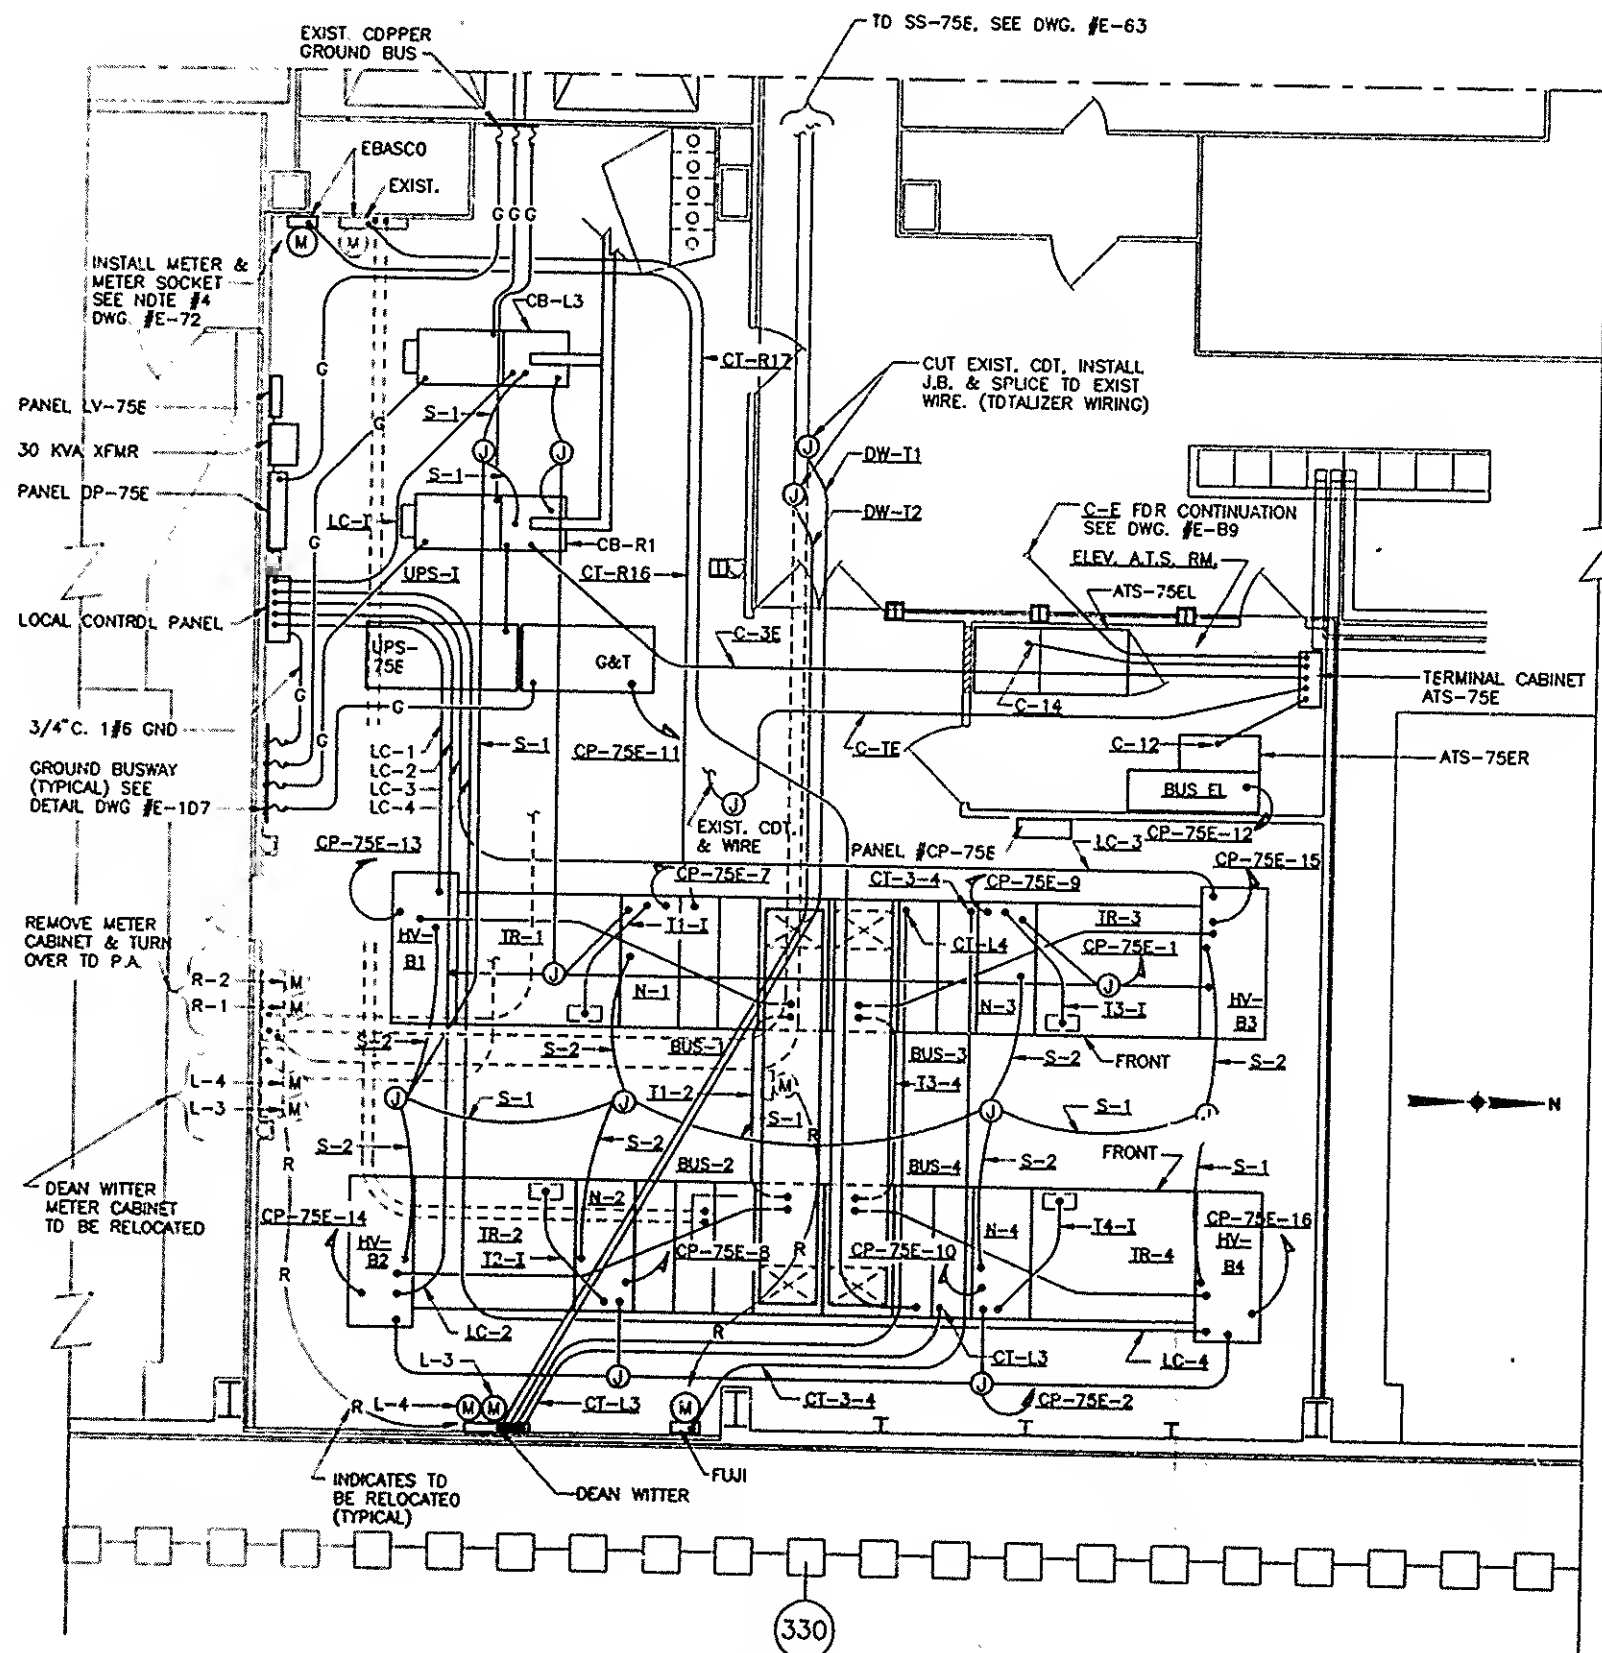 TO SS-75E. SEE DWG. #E-63
EXIST. COPPER
GROUND BUS
EBASCO
EXIST.
G
G
G
G
M
M
INSTALL METER &
METER SOCKET
SEE NOTE #4
DWG. #E-72
CB-L3
CT-R17
CUT EXIST. CDT, INSTALL
J.B. & SPLICE TO EXIST
WIRE. (TOTALIZER WIRING)
G
PANEL LV-75E
S-1
G
30 KVA XFMR
J
J
J
DW-T1
S-1
PANEL DP-75E
J
C-E FOR CONTINUATION
SEE DWG. #E-B9
LC-1
DW-T2
G
CB-R1
ELEV. A.T.S. RM.
UPS-1
CT-R16
ATS-75EL
LOCAL CONTROL PANEL
C-3E
UPS-
75E
G&T
TERMINAL CABINET
ATS-75E
G
G
C-14
3/4"C. 1#6 GND
G
LC-1
LC-2
LC-3
LC-4
S-1
CP-75E-11
C-1E
C-12
ATS-75ER
GROUND BUSWAY
(TYPICAL) SEE
DETAIL DWG #E-107
BUS EL
J
EXIST. CDT.
& WIRE
CP-75E-12
CP-75E-13
PANEL #CP-75E
LC-3
CP-75E-15
CP-75E-7
CT-3-4
CP-75E-9
REMOVE METER
CABINET & TURN
OVER TO P.A.
HV-
B1
TR-1
T1-1
CT-L4
TR-3
CP-75E-1
R-2
M
J
J
R-1
M
N-1
N-3
T3-1
HV-
B3
S-2
S-2
BUS-1
BUS-3
S-2
FRONT
S-2
L-4
M
T1-2
M
T3-4
L-3
M
J
S-1
J
S-1
J
S-1
J
S-2
S-2
R
S-2
FRONT
S-1
R
BUS-2
BUS-4
DEAN WITTER
METER CABINET
TO BE RELOCATED
CP-75E-14
N-2
N-4
T4-1
CP-75E-16
HV-
B2
TR-2
T2-1
CP-75E-8
R
CP-75E-10
TR-4
HV-
B4
R
LC-2
R
L-3
CT-L3
LC-4
J
J
R
L-4
M
M
CT-L3
M
CT-3-4
CP-75E-2
FUJI
INDICATES TO
BE RELOCATED
(TYPICAL)
DEAN WITTER
N
330